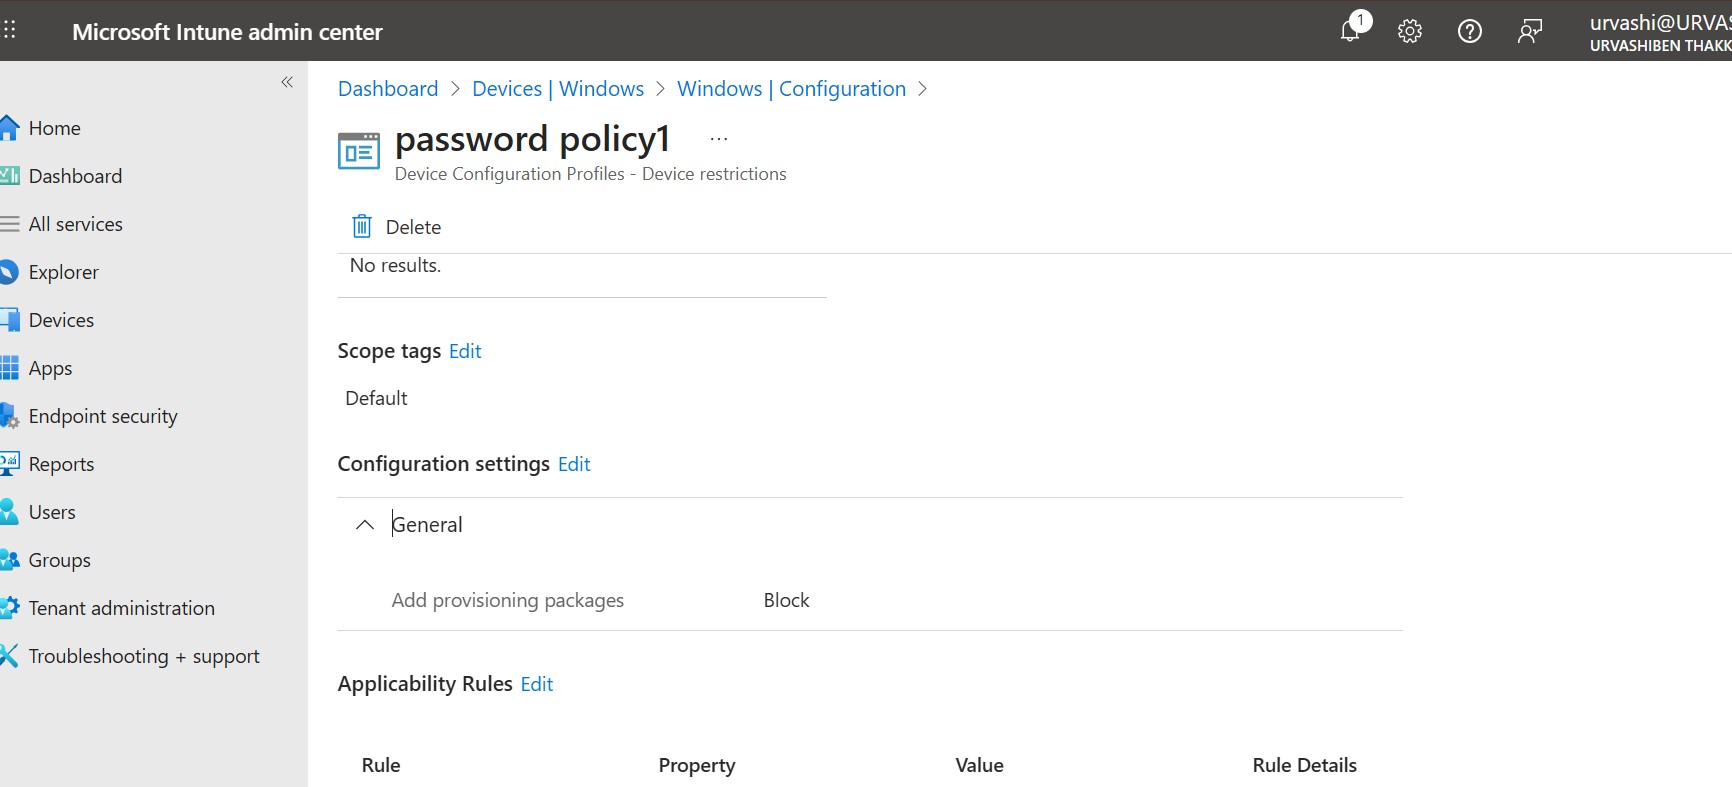 Microsoft Intune admin center
1
urvashi@URVAS
URVASHIBEN THAKK
Home
Dashboard
All services
Explorer
Devices
Apps
Endpoint security
Reports
Users
Groups
Tenant administration
Troubleshooting + support
Dashboard > Devices | Windows > Windows | Configuration >
password policy1 ...
Device Configuration Profiles - Device restrictions
Delete
No results.
Scope tags Edit
Default
Configuration settings Edit
General
Add provisioning packages Block
Applicability Rules Edit
Rule Property Value Rule Details